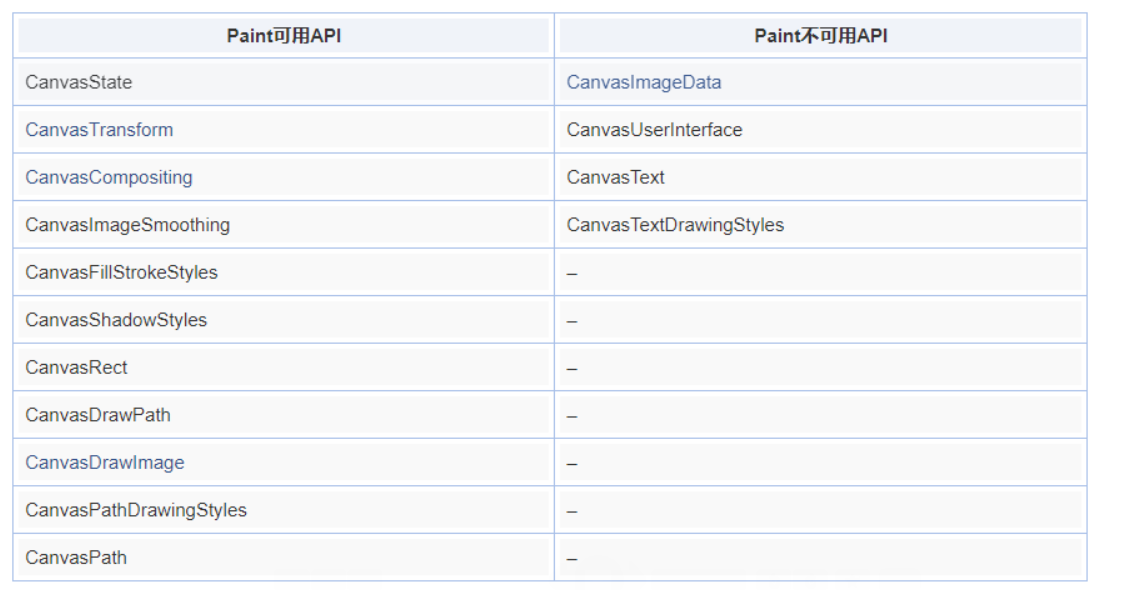 Paint可用API Paint不可用API
CanvasState CanvasImageData
CanvasTransform CanvasUserInterface
CanvasCompositing CanvasText
CanvasImageSmoothing CanvasTextDrawingStyles
CanvasFillStrokeStyles –
CanvasShadowStyles –
CanvasRect –
CanvasDrawPath –
CanvasDrawImage –
CanvasPathDrawingStyles –
CanvasPath –